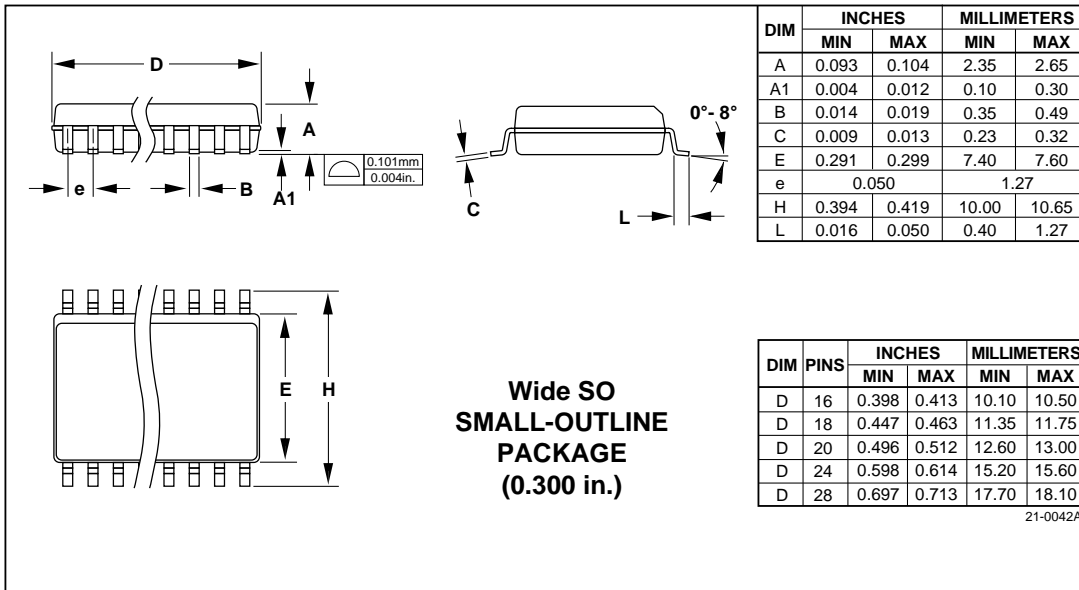 D
A
e
B
A1
0.101mm
0.004in.
C
L
0°- 8°
DIM INCHES MILLIMETERS
MIN MAX MIN MAX
A 0.093 0.104 2.35 2.65
A1 0.004 0.012 0.10 0.30
B 0.014 0.019 0.35 0.49
C 0.009 0.013 0.23 0.32
E 0.291 0.299 7.40 7.60
e 0.050 1.27
H 0.394 0.419 10.00 10.65
L 0.016 0.050 0.40 1.27
E
H
Wide SO
SMALL-OUTLINE
PACKAGE
(0.300 in.)
DIM PINS INCHES MILLIMETERS
MIN MAX MIN MAX
D 16 0.398 0.413 10.10 10.50
D 18 0.447 0.463 11.35 11.75
D 20 0.496 0.512 12.60 13.00
D 24 0.598 0.614 15.20 15.60
D 28 0.697 0.713 17.70 18.10
21-0042A